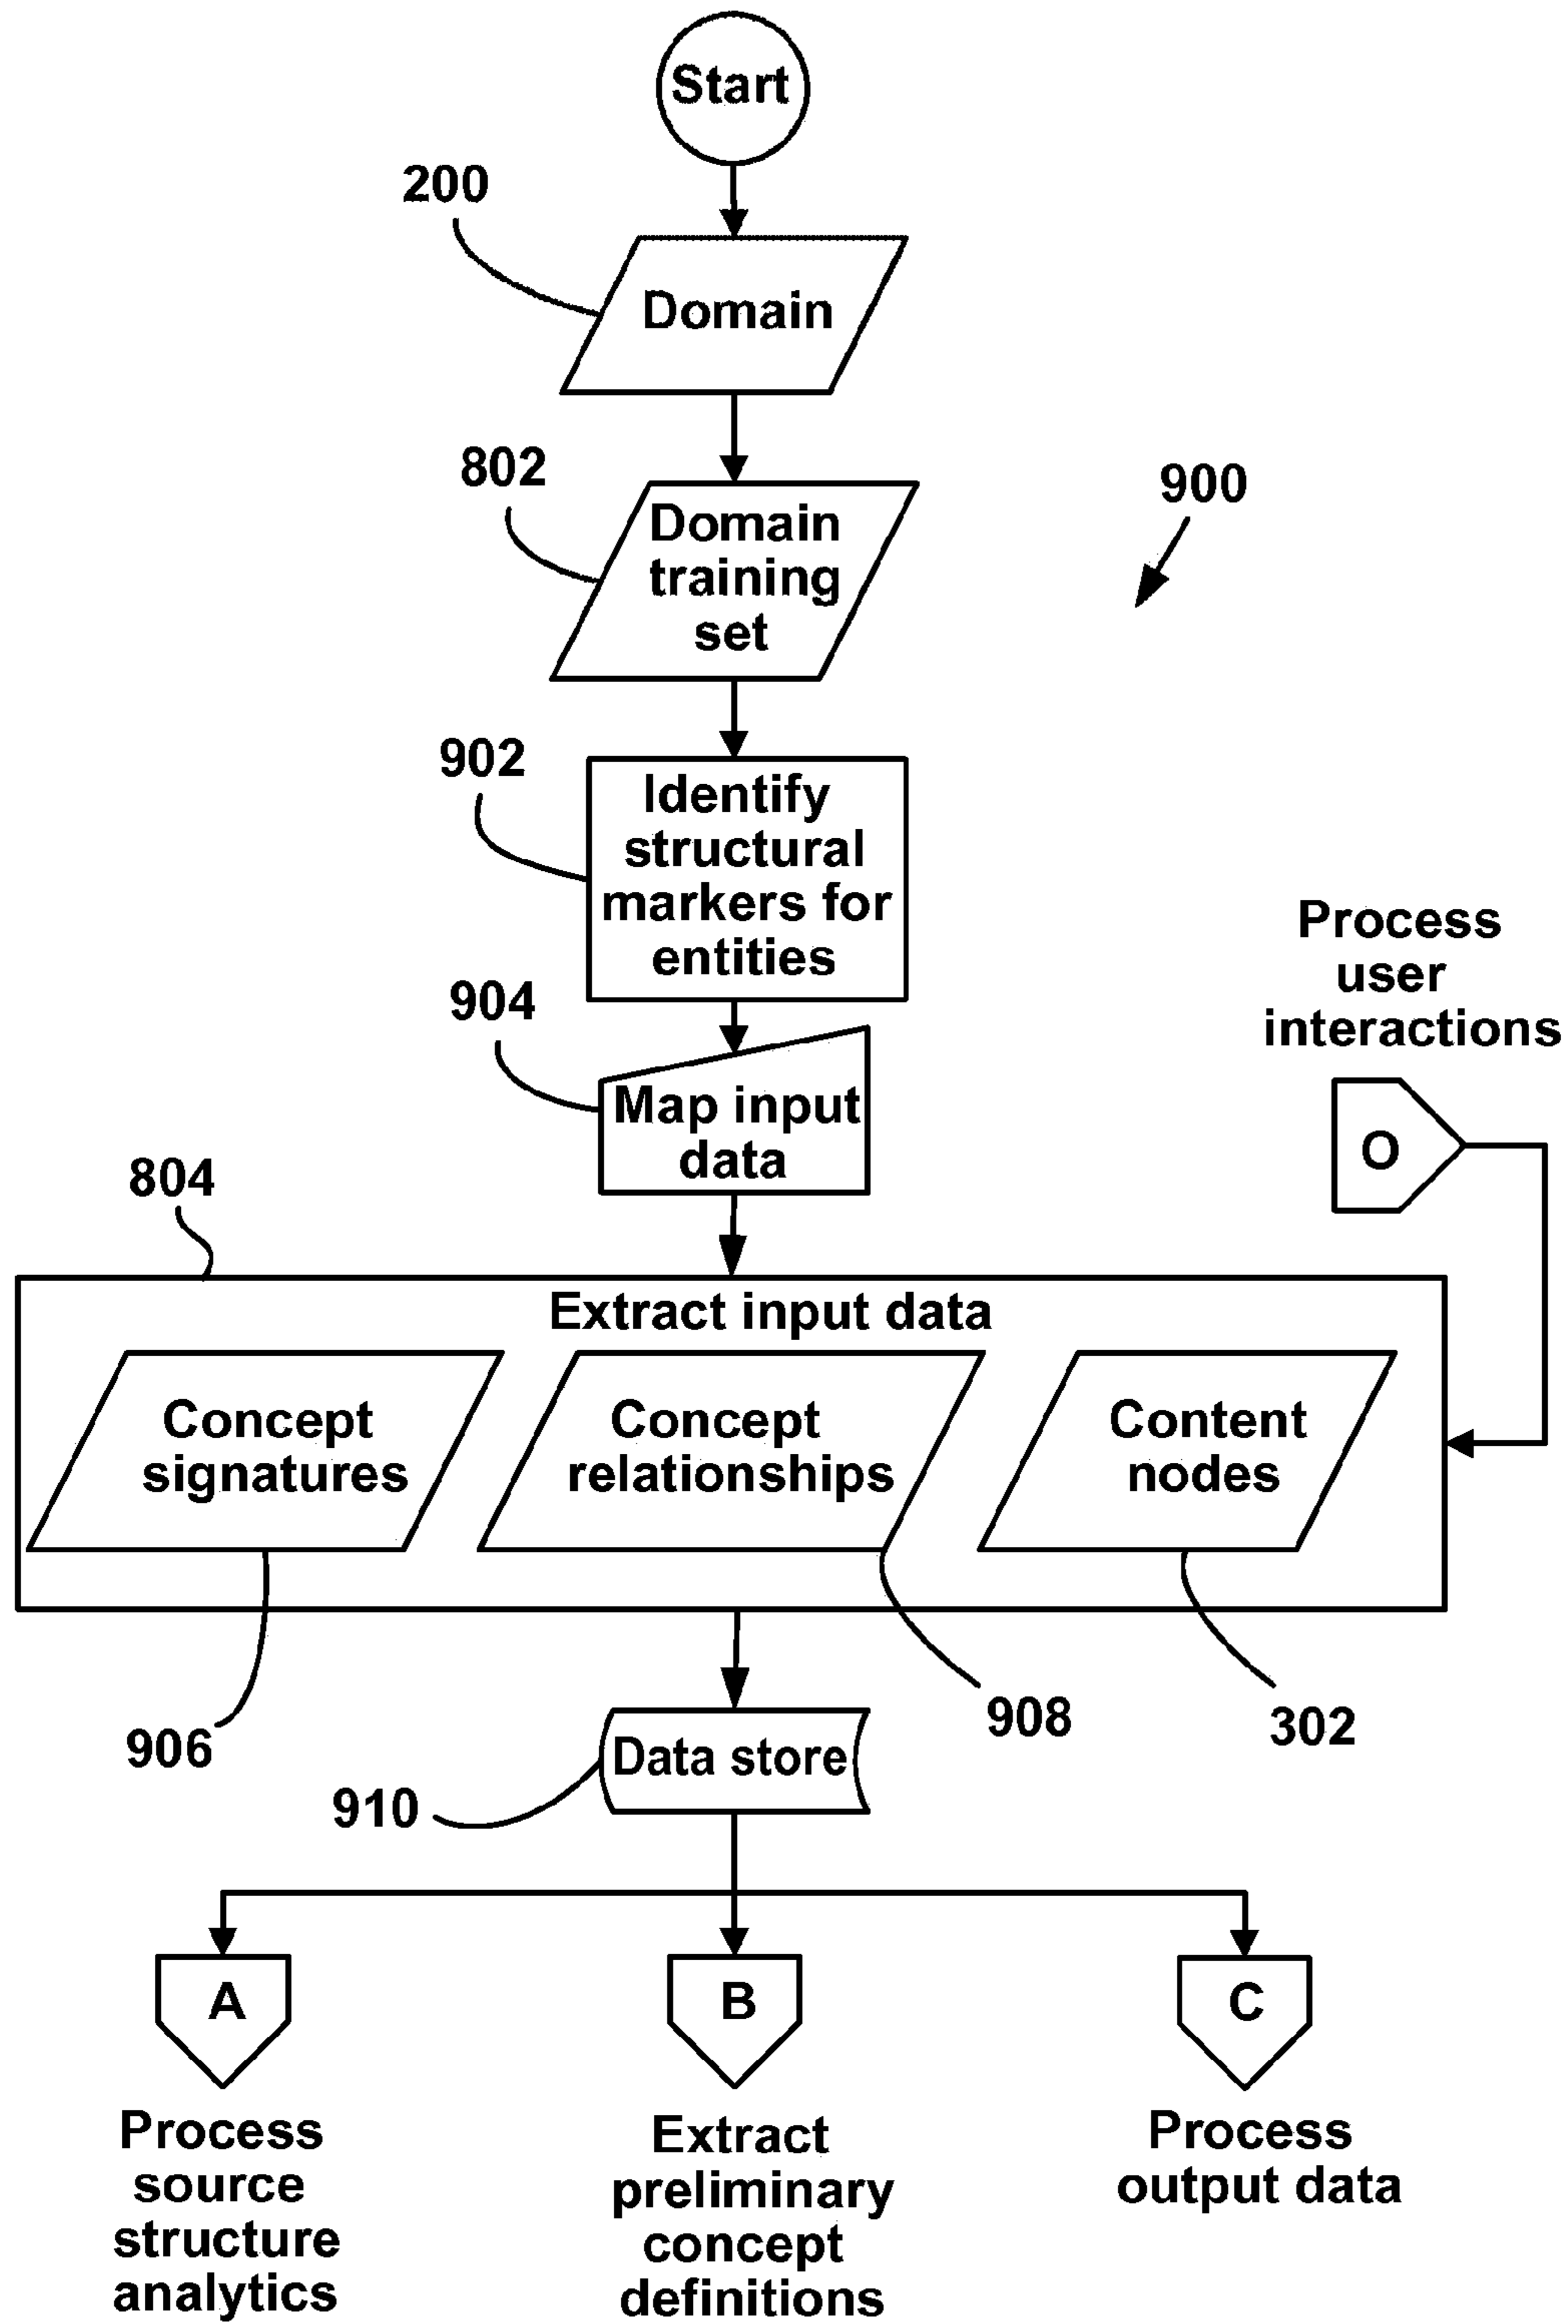 Start
200
Domain
802
Domain
training
set
900
902
Identify
structural
markers for
entities
904
Map input
data
Process
user
interactions
O
804
Extract input data
Concept
signatures
Concept
relationships
Content
nodes
906
908
302
Data store
910
A
B
C
Process
source
structure
analytics
Extract
preliminary
concept
definitions
Process
output data